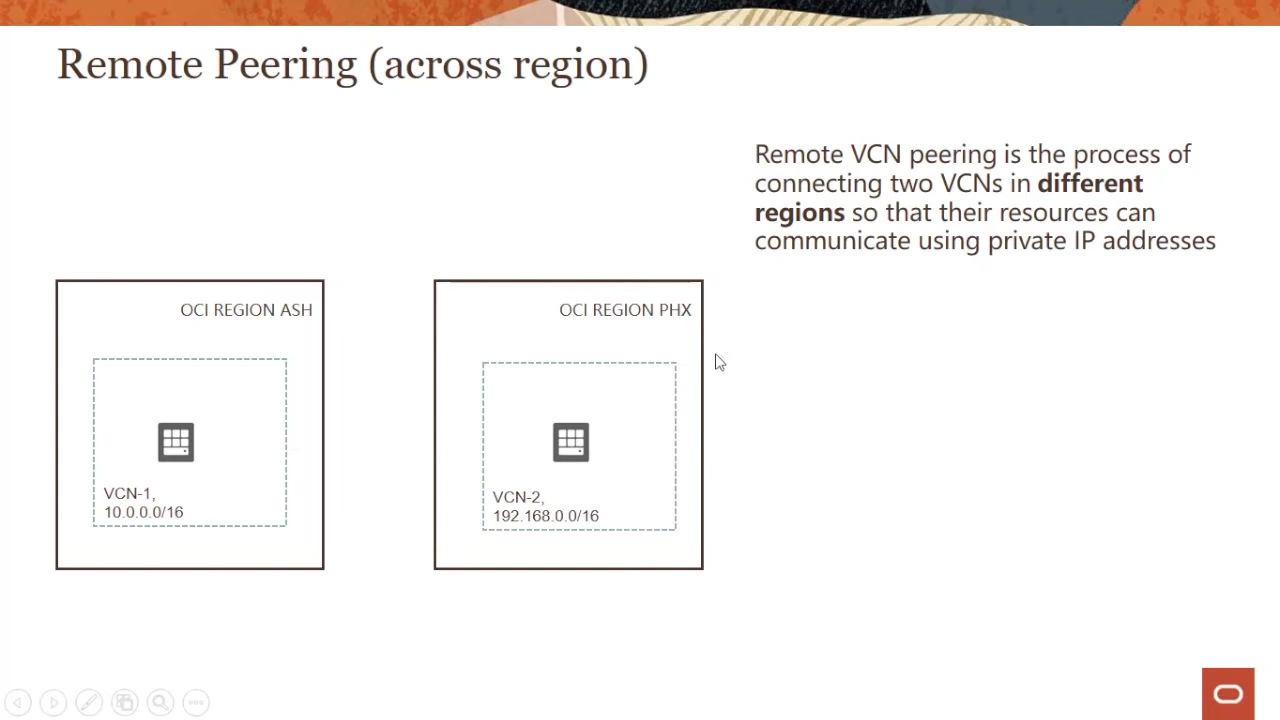 Remote Peering (across region)
Remote VCN peering is the process of
connecting two VCNs in different
regions so that their resources can
communicate using private IP addresses
OCI REGION ASH
VCN-1,
10.0.0.0/16
OCI REGION PHX
VCN-2,
192.168.0.0/16